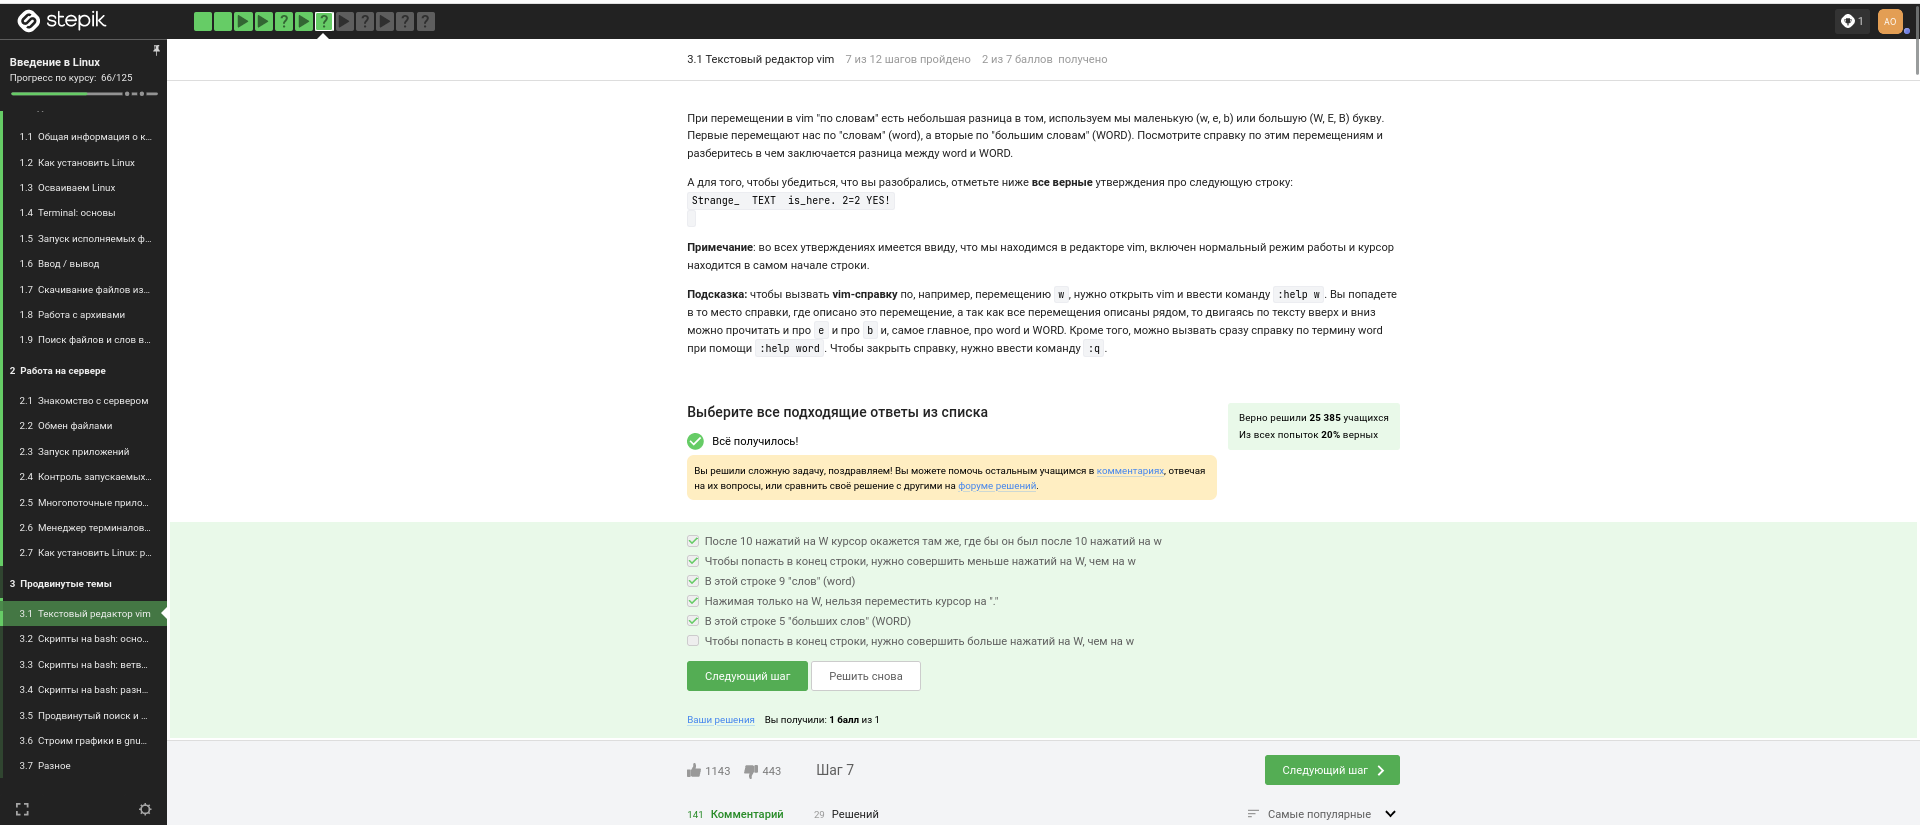 stepik
1
AO
Введение в Linux
Прогресс по курсу: 66/125
1.1 Общая информация о к...
1.2 Как установить Linux
1.3 Осваиваем Linux
1.4 Terminal: основы
1.5 Запуск исполняемых ф...
1.6 Ввод / вывод
1.7 Скачивание файлов из...
1.8 Работа с архивами
1.9 Поиск файлов и слов в...
2 Работа на сервере
2.1 Знакомство с сервером
2.2 Обмен файлами
2.3 Запуск приложений
2.4 Контроль запускаемых...
2.5 Многопоточные прило...
2.6 Менеджер терминалов...
2.7 Как установить Linux: р...
3 Продвинутые темы
3.1 Текстовый редактор vim
3.2 Скрипты на bash: осно...
3.3 Скрипты на bash: ветв...
3.4 Скрипты на bash: разн...
3.5 Продвинутый поиск и ...
3.6 Строим графики в gnu...
3.7 Разное
3.1 Текстовый редактор vim 7 из 12 шагов пройдено 2 из 7 баллов получено
При перемещении в vim "по словам" есть небольшая разница в том, используем мы маленькую (w, e, b) или большую (W, E, B) букву.
Первые перемещают нас по "словам" (word), а вторые по "большим словам" (WORD). Посмотрите справку по этим перемещениям и
разберитесь в чем заключается разница между word и WORD.
А для того, чтобы убедиться, что вы разобрались, отметьте ниже все верные утверждения про следующую строку:
Strange_  TEXT  is_here. 2=2 YES!
Примечание: во всех утверждениях имеется ввиду, что мы находимся в редакторе vim, включен нормальный режим работы и курсор
находится в самом начале строки.
Подсказка: чтобы вызвать vim-справку по, например, перемещению w, нужно открыть vim и ввести команду :help w. Вы попадете
в то место справки, где описано это перемещение, а так как все перемещения описаны рядом, то двигаясь по тексту вверх и вниз
можно прочитать и про e и про b и, самое главное, про word и WORD. Кроме того, можно вызвать сразу справку по термину word
при помощи :help word. Чтобы закрыть справку, нужно ввести команду :q.
Выберите все подходящие ответы из списка
Верно решили 25 385 учащихся
Из всех попыток 20% верных
Всё получилось!
Вы решили сложную задачу, поздравляем! Вы можете помочь остальным учащимся в комментариях, отвечая
на их вопросы, или сравнить своё решение с другими на форуме решений.
После 10 нажатий на W курсор окажется там же, где бы он был после 10 нажатий на w
Чтобы попасть в конец строки, нужно совершить меньше нажатий на W, чем на w
В этой строке 9 "слов" (word)
Нажимая только на W, нельзя переместить курсор на "."
В этой строке 5 "больших слов" (WORD)
Чтобы попасть в конец строки, нужно совершить больше нажатий на W, чем на w
Следующий шаг Решить снова
Ваши решения Вы получили: 1 балл из 1
1143 443 Шаг 7 Следующий шаг
141 Комментарий 29 Решений Самые популярные